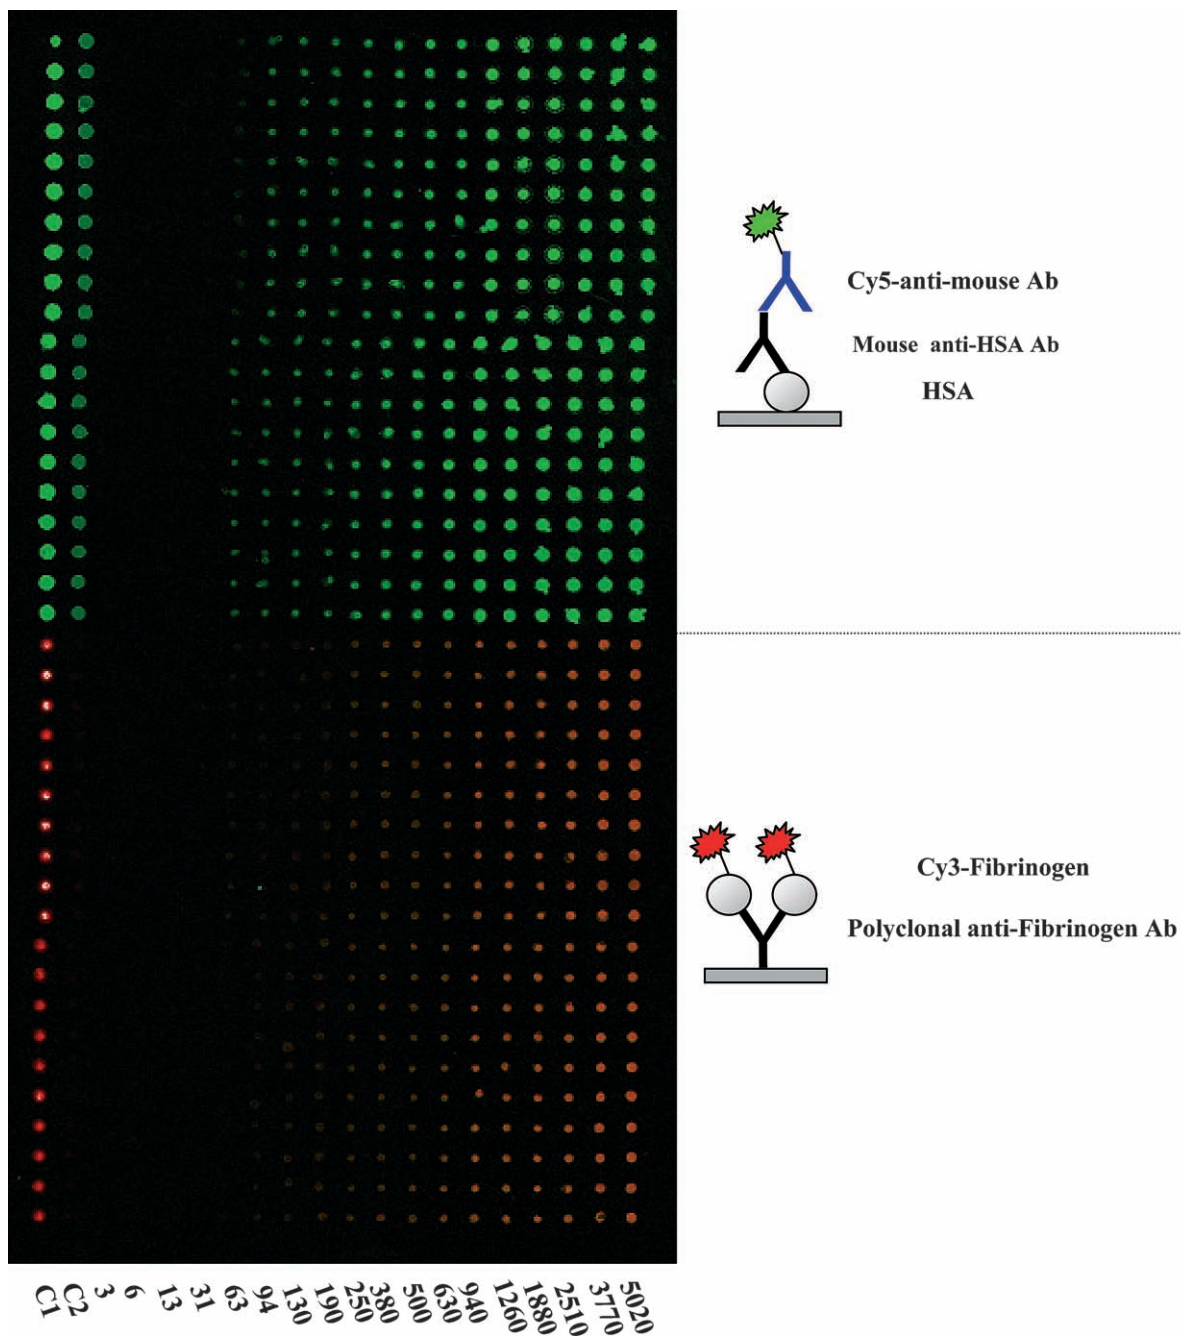 Cy5-anti-mouse Ab
Mouse anti-HSA Ab
HSA
Cy3-Fibrinogen
Polyclonal anti-Fibrinogen Ab
C1 C2 3 6 13 31 63 94 130 190 250 380 500 630 940 1260 1880 2510 3770 5020